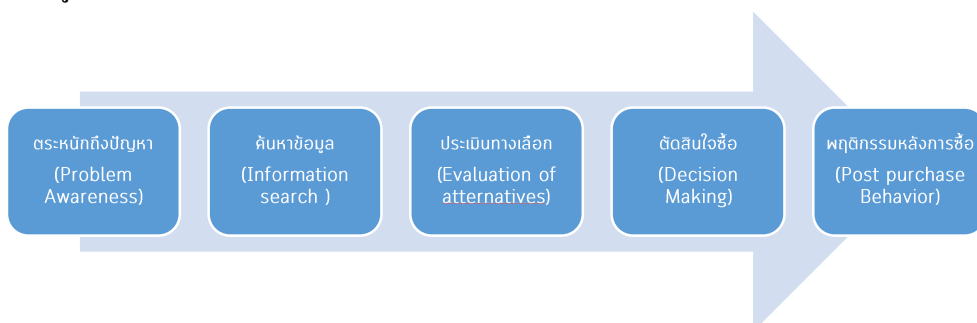 ตระหนักถึงปัญหา
(Problem
Awareness)
ค้นหาข้อมูล
(Information
search )
ประเมินทางเลือก
(Evaluation of
atternatives)
ตัดสินใจซื้อ
(Decision
Making)
พฤติกรรมหลังการซื้อ
(Post purchase
Behavior)